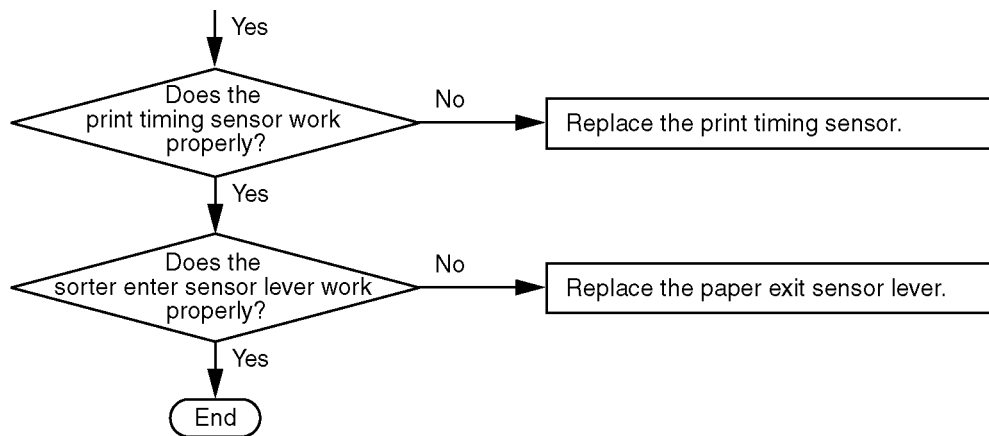 Yes
Does the
print timing sensor work
properly?
No
Replace the print timing sensor.
Yes
Does the
sorter enter sensor lever work
properly?
No
Replace the paper exit sensor lever.
Yes
End